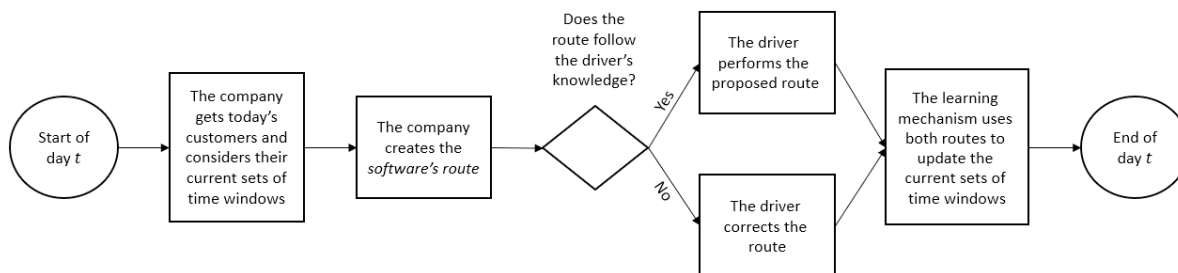 Start of
day t
The company
gets today's
customers and
considers their
current sets of
time windows
The company
creates the
software's route
Does the
route follow
the driver's
knowledge?
Yes
No
The driver
performs the
proposed route
The driver
corrects the
route
The learning
mechanism uses
both routes to
update the
current sets of
time windows
End of
day t